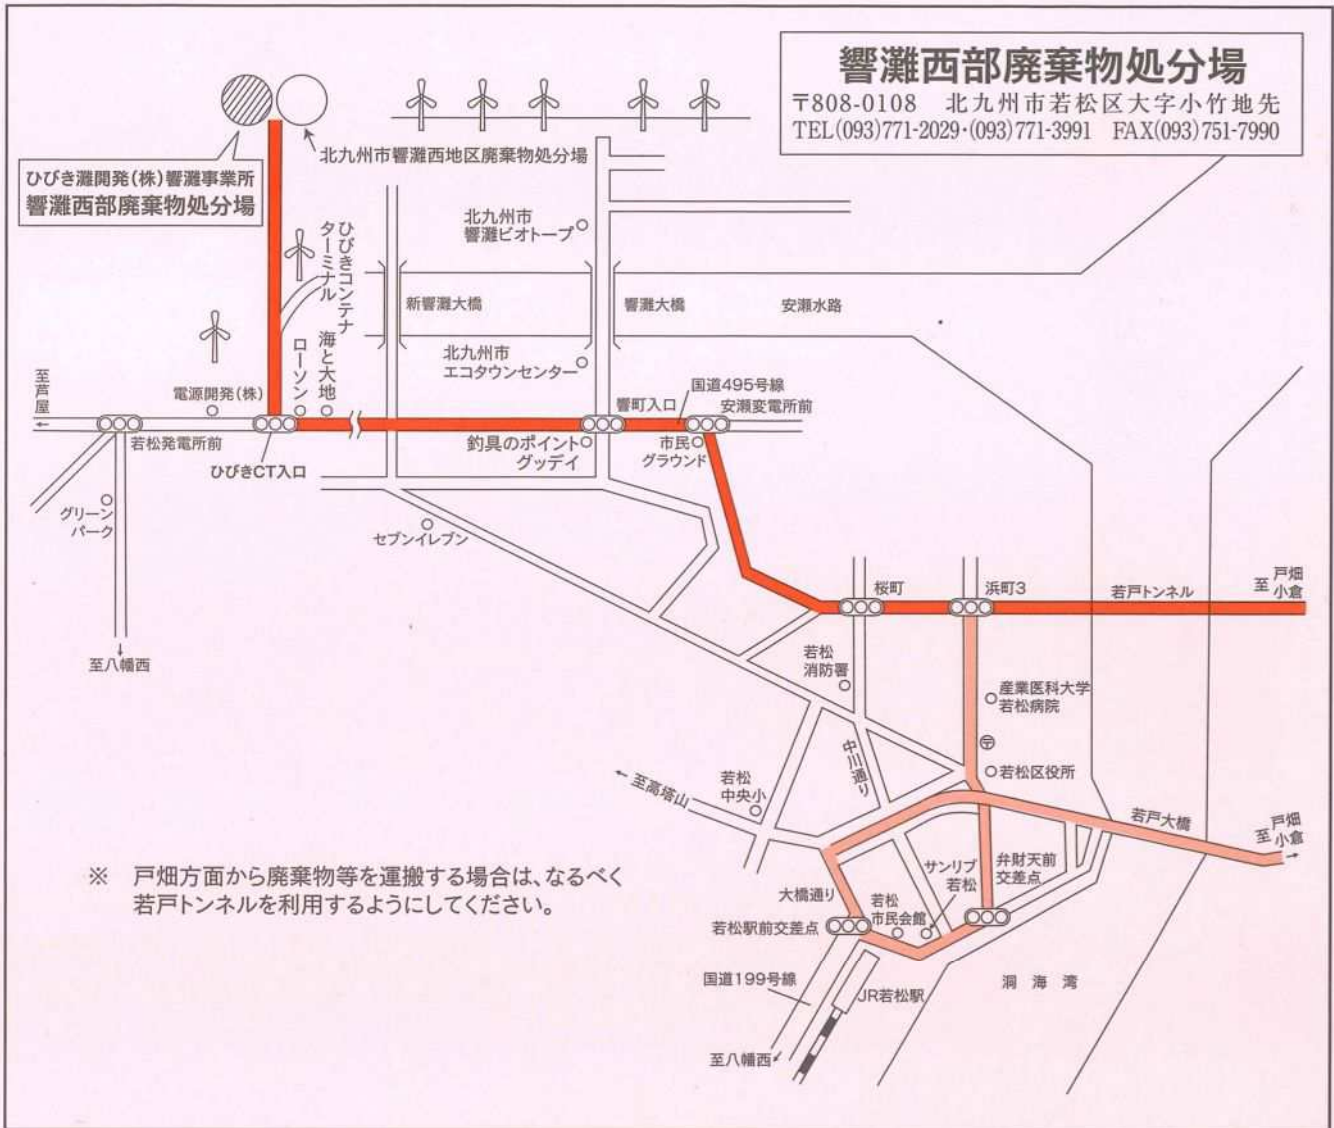 響灘西部廃棄物処分場
〒808-0108 北九州市若松区大字小竹地先
TEL(093)771-2029・(093)771-3991 FAX(093)751-7990
北九州市響灘西地区廃棄物処分場
ひびき灘開発(株)響灘事業所
響灘西部廃棄物処分場
北九州市
響灘ビオトープ
ひびきコンテナ
ターミナル
新響灘大橋
響灘大橋
安瀬水路
海と大地
ローソン
北九州市
エコタウンセンター
至芦屋
←
電源開発(株)
響町入口
国道495号線
安瀬変電所前
若松発電所前
ひびきCT入口
釣具のポイント
グッデイ
市民
グラウンド
グリーン
パーク
セブンイレブン
至八幡西
桜町
浜町3
若戸トンネル
至 戸畑
小倉
若松
消防署
産業医科大学
若松病院
〒
若松区役所
中川通り
← 至高塔山
若松
中央小
若戸大橋
至 戸畑
小倉
→
※ 戸畑方面から廃棄物等を運搬する場合は、なるべく
若戸トンネルを利用するようにしてください。
大橋通り
サンリブ
若松
弁財天前
交差点
若松
市民会館
若松駅前交差点
国道199号線
JR若松駅
洞海湾
至八幡西